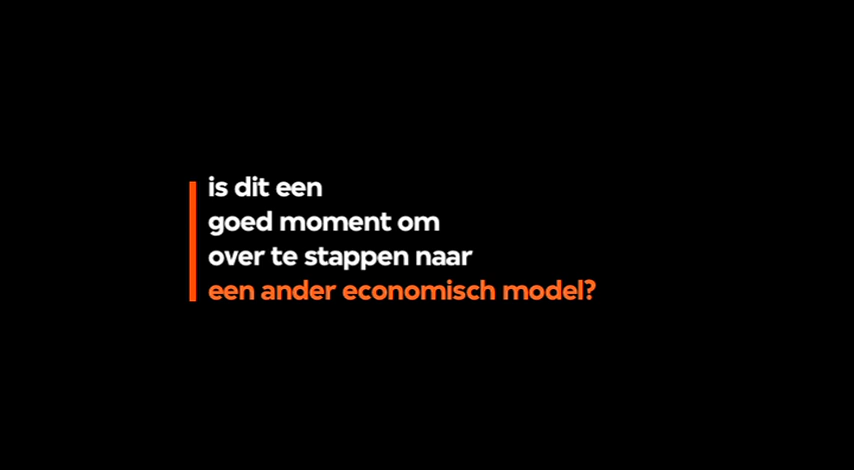 is dit een
goed moment om
over te stappen naar
een ander economisch model?